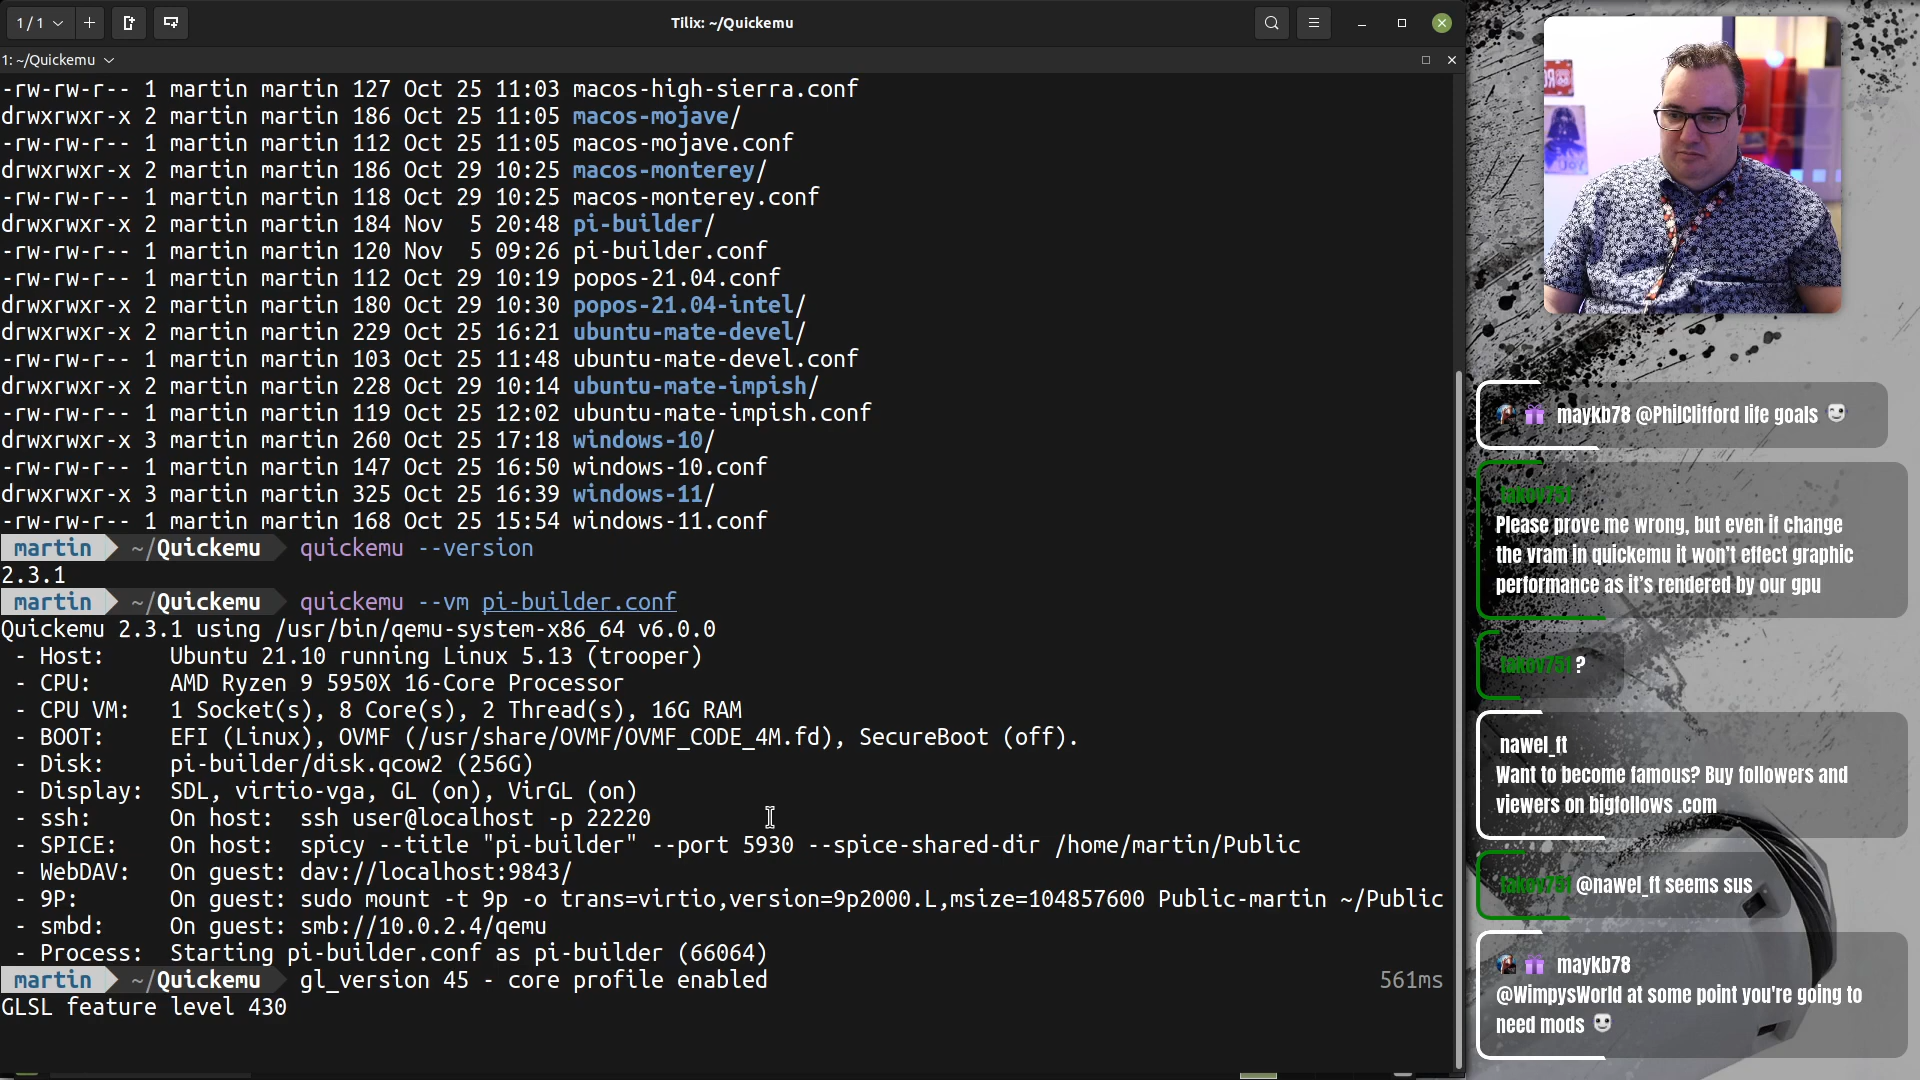 1 / 1
Tilix: ~/Quickemu
1: ~/Quickemu
-rw-rw-r-- 1 martin martin 127 Oct 25 11:03 macos-high-sierra.conf
drwxrwxr-x 2 martin martin 186 Oct 25 11:05 macos-mojave/
-rw-rw-r-- 1 martin martin 112 Oct 25 11:05 macos-mojave.conf
drwxrwxr-x 2 martin martin 186 Oct 29 10:25 macos-monterey/
-rw-rw-r-- 1 martin martin 118 Oct 29 10:25 macos-monterey.conf
drwxrwxr-x 2 martin martin 184 Nov  5 20:48 pi-builder/
-rw-rw-r-- 1 martin martin 120 Nov  5 09:26 pi-builder.conf
-rw-rw-r-- 1 martin martin 112 Oct 29 10:19 popos-21.04.conf
drwxrwxr-x 2 martin martin 180 Oct 29 10:30 popos-21.04-intel/
drwxrwxr-x 2 martin martin 229 Oct 25 16:21 ubuntu-mate-devel/
-rw-rw-r-- 1 martin martin 103 Oct 25 11:48 ubuntu-mate-devel.conf
drwxrwxr-x 2 martin martin 228 Oct 29 10:14 ubuntu-mate-impish/
-rw-rw-r-- 1 martin martin 119 Oct 25 12:02 ubuntu-mate-impish.conf
drwxrwxr-x 3 martin martin 260 Oct 25 17:18 windows-10/
-rw-rw-r-- 1 martin martin 147 Oct 25 16:50 windows-10.conf
drwxrwxr-x 3 martin martin 325 Oct 25 16:39 windows-11/
-rw-rw-r-- 1 martin martin 168 Oct 25 15:54 windows-11.conf
martin ~/Quickemu quickemu --version
2.3.1
martin ~/Quickemu quickemu --vm pi-builder.conf
Quickemu 2.3.1 using /usr/bin/qemu-system-x86_64 v6.0.0
- Host: Ubuntu 21.10 running Linux 5.13 (trooper)
- CPU: AMD Ryzen 9 5950X 16-Core Processor
- CPU VM: 1 Socket(s), 8 Core(s), 2 Thread(s), 16G RAM
- BOOT: EFI (Linux), OVMF (/usr/share/OVMF/OVMF_CODE_4M.fd), SecureBoot (off).
- Disk: pi-builder/disk.qcow2 (256G)
- Display: SDL, virtio-vga, GL (on), VirGL (on)
- ssh: On host: ssh user@localhost -p 22220
- SPICE: On host: spicy --title "pi-builder" --port 5930 --spice-shared-dir /home/martin/Public
- WebDAV: On guest: dav://localhost:9843/
- 9P: On guest: sudo mount -t 9p -o trans=virtio,version=9p2000.L,msize=104857600 Public-martin ~/Public
- smbd: On guest: smb://10.0.2.4/qemu
- Process: Starting pi-builder.conf as pi-builder (66064)
martin ~/Quickemu gl_version 45 - core profile enabled 561ms
GLSL feature level 430
maykb78 @PhilClifford life goals
Please prove me wrong, but even if change
the vram in quickemu it won't effect graphic
performance as it's rendered by our gpu
?
nawel_ft
Want to become famous? Buy followers and
viewers on bigfollows .com
@nawel_ft seems sus
maykb78
@WimpysWorld at some point you're going to
need mods